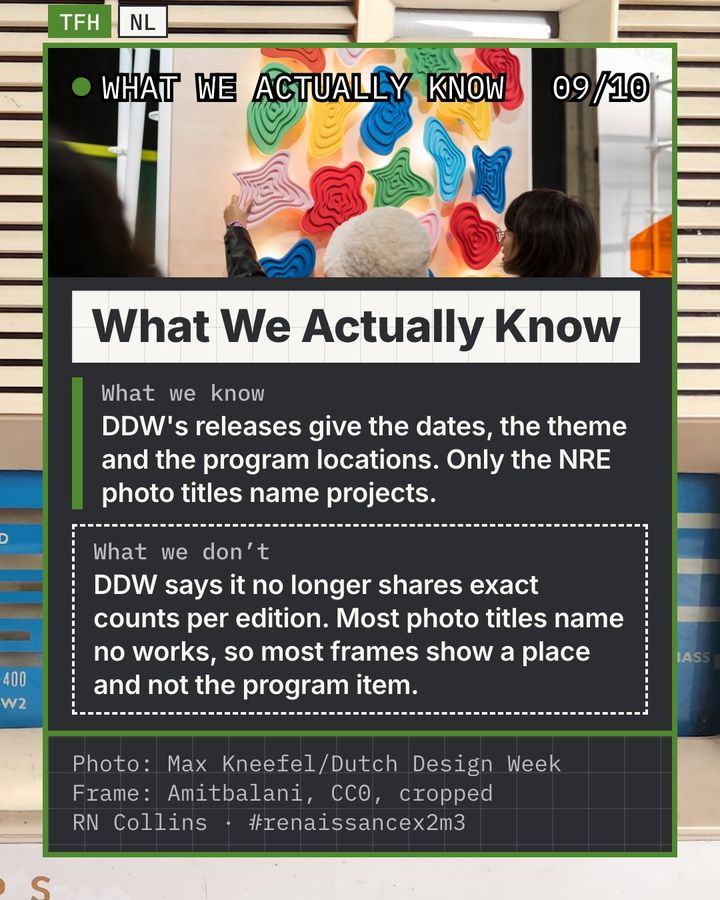 TFH NL
WHAT WE ACTUALLY KNOW 09/10
What We Actually Know
What we know
DDW's releases give the dates, the theme
and the program locations. Only the NRE
photo titles name projects.
What we don’t
DDW says it no longer shares exact
counts per edition. Most photo titles name
no works, so most frames show a place
and not the program item.
400
W2
BASS
Photo: Max Kneefel/Dutch Design Week
Frame: Amitbalani, CC0, cropped
RN Collins · #renaissancex2m3
P S